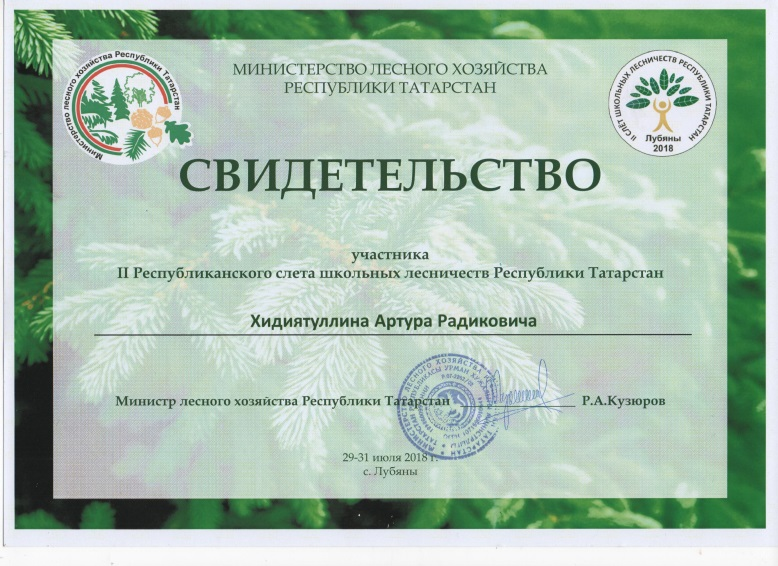 Министерство лесного хозяйства Республики Татарстан
МИНИСТЕРСТВО ЛЕСНОГО ХОЗЯЙСТВА
РЕСПУБЛИКИ ТАТАРСТАН
II СЛЁТ ШКОЛЬНЫХ ЛЕСНИЧЕСТВ РЕСПУБЛИКИ ТАТАРСТАН
Лубяны
2018
СВИДЕТЕЛЬСТВО
участника
II Республиканского слета школьных лесничеств Республики Татарстан
Хидиятуллина Артура Радиковича
Министр лесного хозяйства Республики Татарстан
Р.А.Кузюров
29-31 июля 2018 г.
с. Лубяны